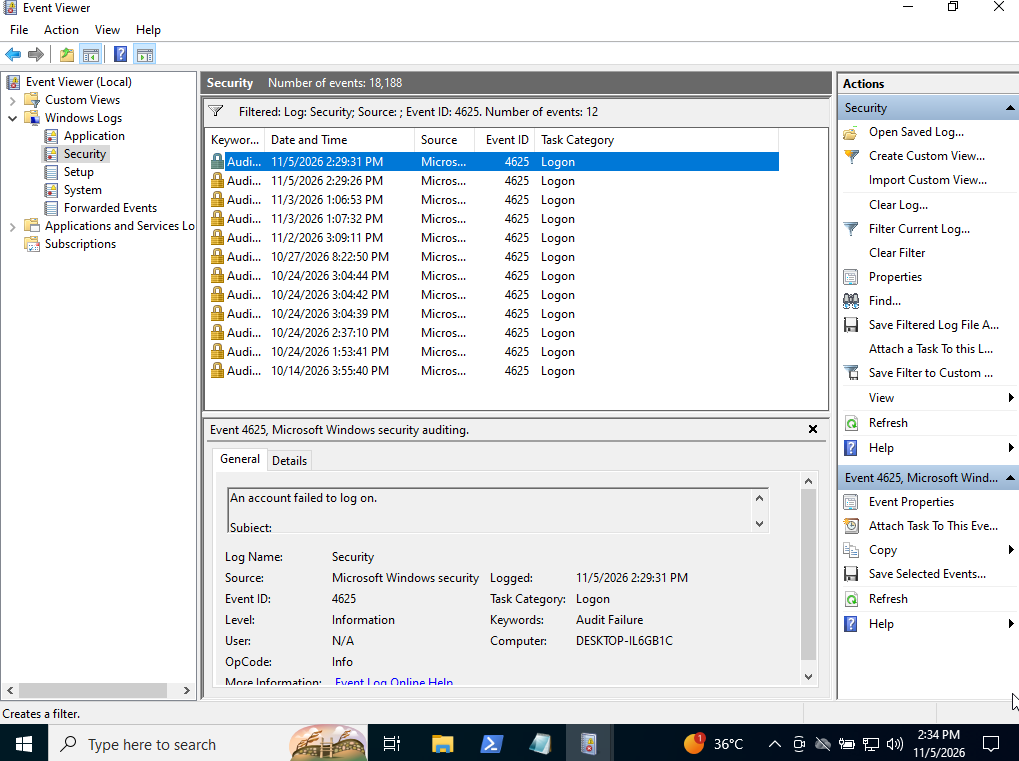 Event Viewer
File Action View Help
Event Viewer (Local)
Custom Views
Windows Logs
Application
Security
Setup
System
Forwarded Events
Applications and Services Lo
Subscriptions
Security Number of events: 18,188
Filtered: Log: Security; Source: ; Event ID: 4625. Number of events: 12
Keywor... Date and Time Source Event ID Task Category
Audi... 11/5/2026 2:29:31 PM Micros... 4625 Logon
Audi... 11/5/2026 2:29:26 PM Micros... 4625 Logon
Audi... 11/3/2026 1:06:53 PM Micros... 4625 Logon
Audi... 11/3/2026 1:07:32 PM Micros... 4625 Logon
Audi... 11/2/2026 3:09:11 PM Micros... 4625 Logon
Audi... 10/27/2026 8:22:50 PM Micros... 4625 Logon
Audi... 10/24/2026 3:04:44 PM Micros... 4625 Logon
Audi... 10/24/2026 3:04:42 PM Micros... 4625 Logon
Audi... 10/24/2026 3:04:39 PM Micros... 4625 Logon
Audi... 10/24/2026 2:37:10 PM Micros... 4625 Logon
Audi... 10/24/2026 1:53:41 PM Micros... 4625 Logon
Audi... 10/14/2026 3:55:40 PM Micros... 4625 Logon
Event 4625, Microsoft Windows security auditing.
General Details
An account failed to log on.
Subject:
Log Name: Security
Source: Microsoft Windows security Logged: 11/5/2026 2:29:31 PM
Event ID: 4625 Task Category: Logon
Level: Information Keywords: Audit Failure
User: N/A Computer: DESKTOP-IL6GB1C
OpCode: Info
More Information: Event Log Online Help
Actions
Security
Open Saved Log...
Create Custom View...
Import Custom View...
Clear Log...
Filter Current Log...
Clear Filter
Properties
Find...
Save Filtered Log File A...
Attach a Task To this L...
Save Filter to Custom ...
View
Refresh
Help
Event 4625, Microsoft Wind...
Event Properties
Attach Task To This Eve...
Copy
Save Selected Events...
Refresh
Help
Creates a filter.
Type here to search
1
36°C
2:34 PM
11/5/2026